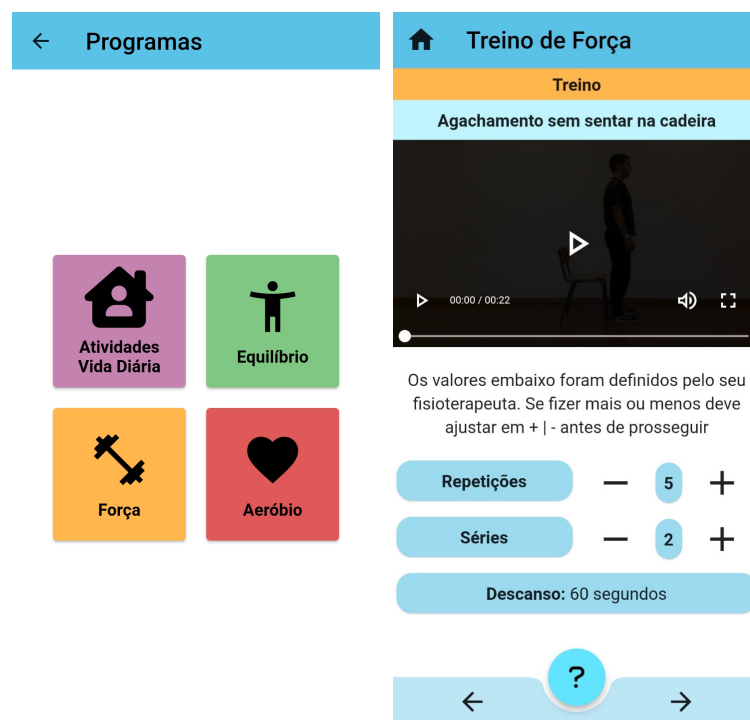 Programas
Atividades
Vida Diária
Equilíbrio
Força
Aeróbio
Treino de Força
Treino
Agachamento sem sentar na cadeira
00:00 / 00:22
Os valores embaixo foram definidos pelo seu
fisioterapeuta. Se fizer mais ou menos deve
ajustar em + | - antes de prosseguir
Repetições — 5 +
Séries — 2 +
Descanso: 60 segundos
?